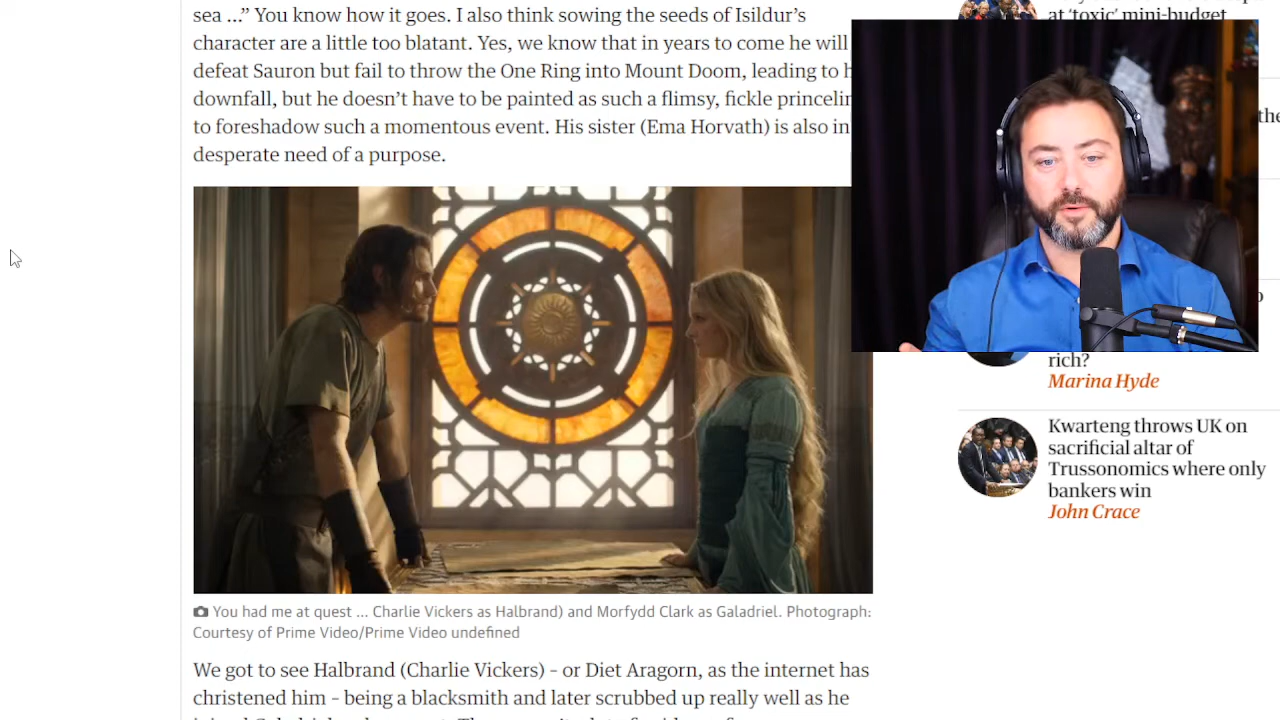 sea ...” You know how it goes. I also think sowing the seeds of Isildur’s
character are a little too blatant. Yes, we know that in years to come he will
defeat Sauron but fail to throw the One Ring into Mount Doom, leading to
downfall, but he doesn’t have to be painted as such a flimsy, fickle
to foreshadow such a momentous event. His sister (Ema Horvath) is also in
desperate need of a purpose.
You had me at quest ... Charlie Vickers as Halbrand) and Morfydd Clark as Galadriel. Photograph:
Courtesy of Prime Video/Prime Video undefined
We got to see Halbrand (Charlie Vickers) – or Diet Aragorn, as the internet has
christened him – being a blacksmith and later scrubbed up really well as he
at ‘toxic’ mini-budget
rich?
Marina Hyde
Kwarteng throws UK on
sacrificial altar of
Trussonomics where only
bankers win
John Crace